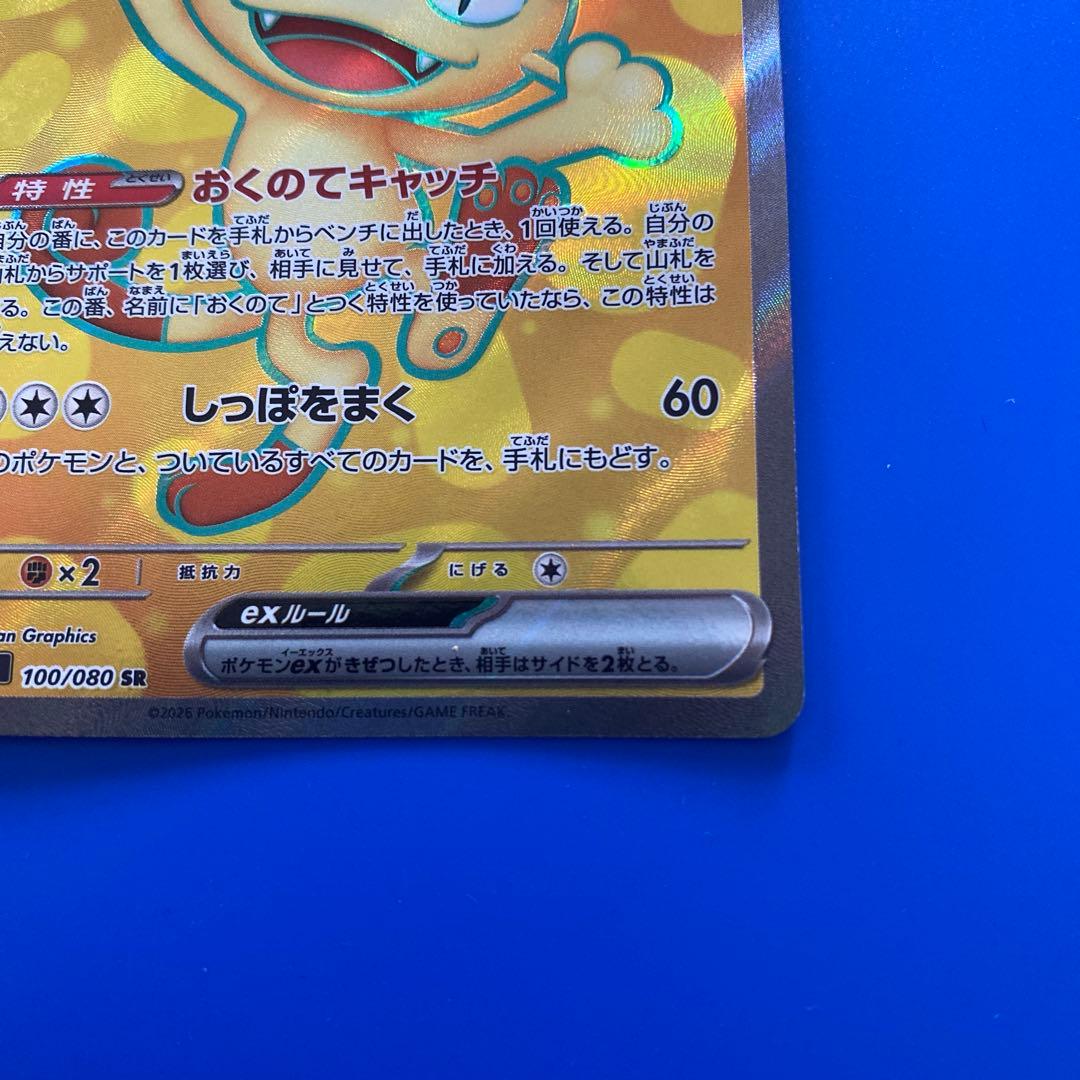 特性 とくせい おくのてキャッチ
自分の番に、このカードを手札からベンチに出したとき、1回使える。自分の
札からサポートを1枚選び、相手に見せて、手札に加える。そして山札を
る。この番、名前に「おくのて」とつく特性を使っていたなら、この特性は
えない。
しっぽをまく 60
のポケモンと、ついているすべてのカードを、手札にもどす。
×2 抵抗力 にげる
exルール
ポケモンexがきぜつしたとき、相手はサイドを2枚とる。
an Graphics
100/080 SR
©2026 Pokémon/Nintendo/Creatures/GAME FREAK.